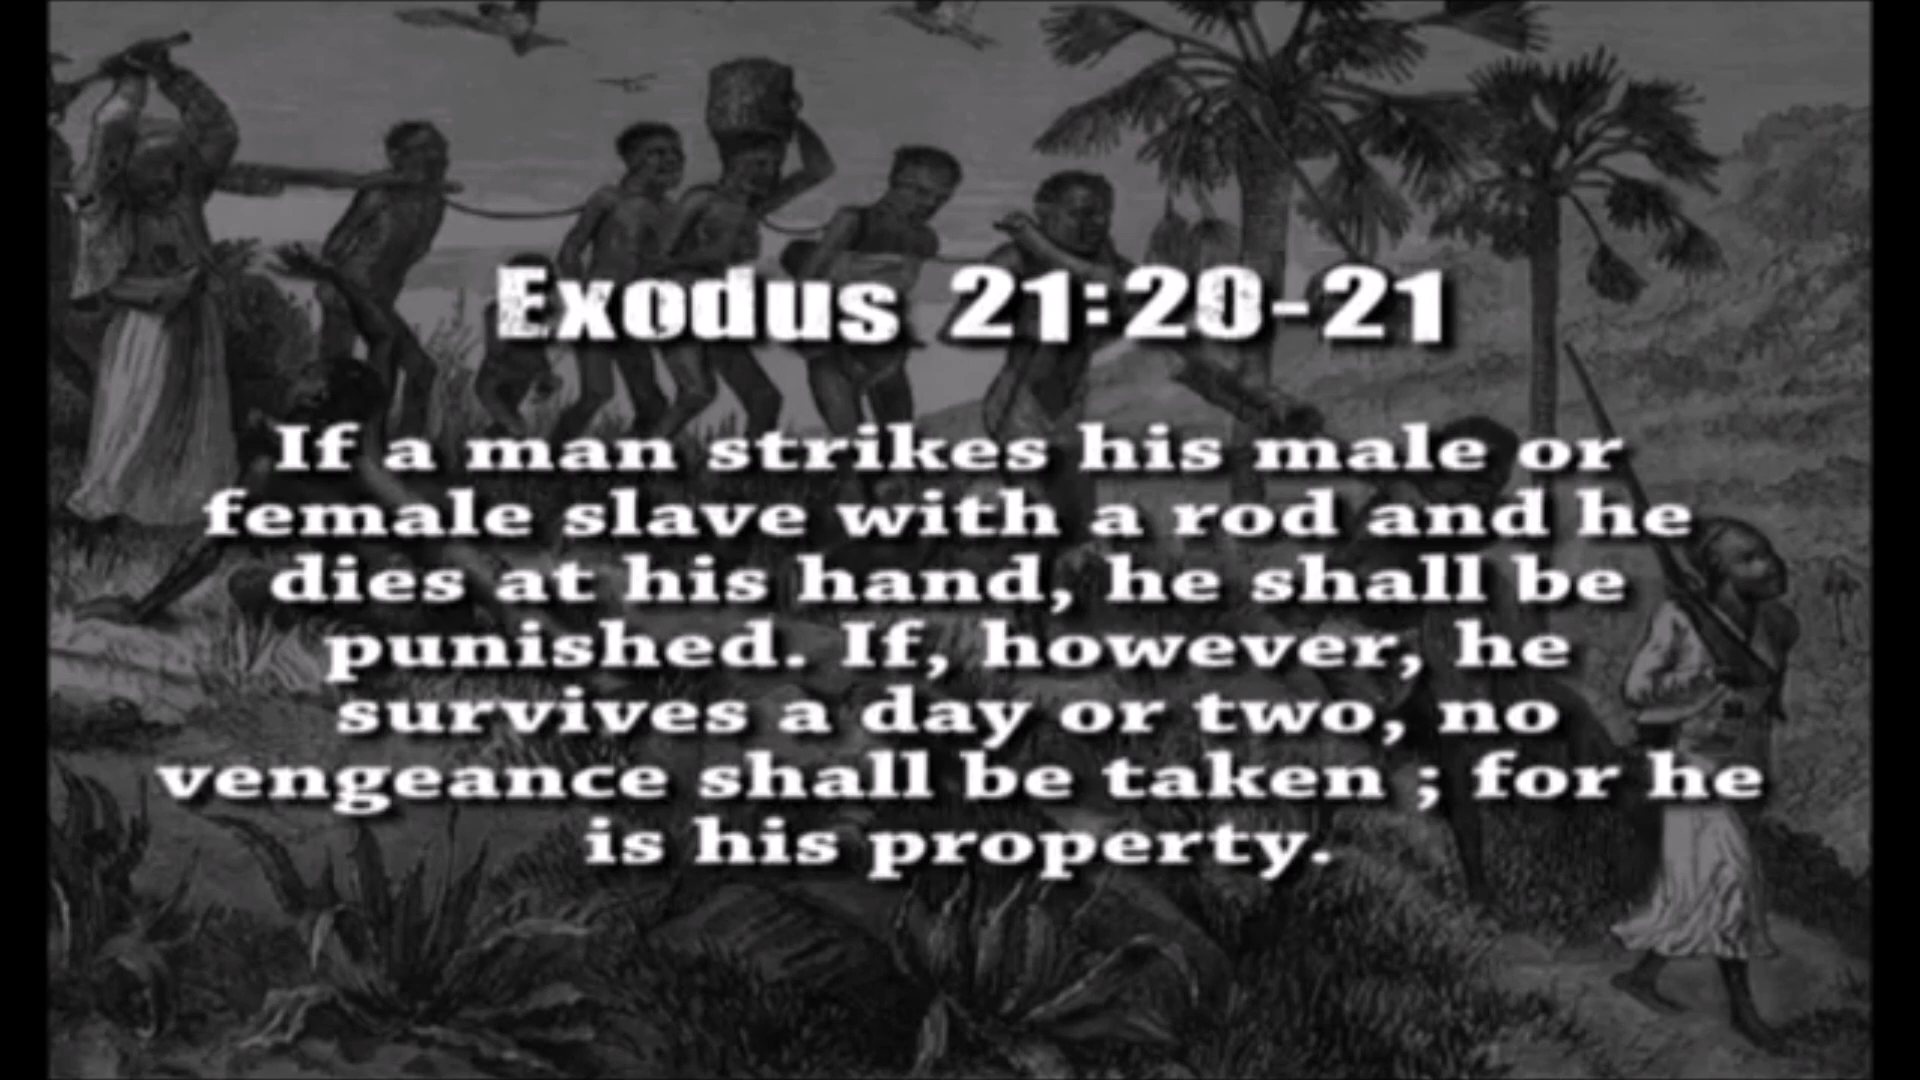 Exodus 21:20-21
If a man strikes his male or
female slave with a rod and he
dies at his hand, he shall be
punished. If, however, he
survives a day or two, no
vengeance shall be taken ; for he
is his property.